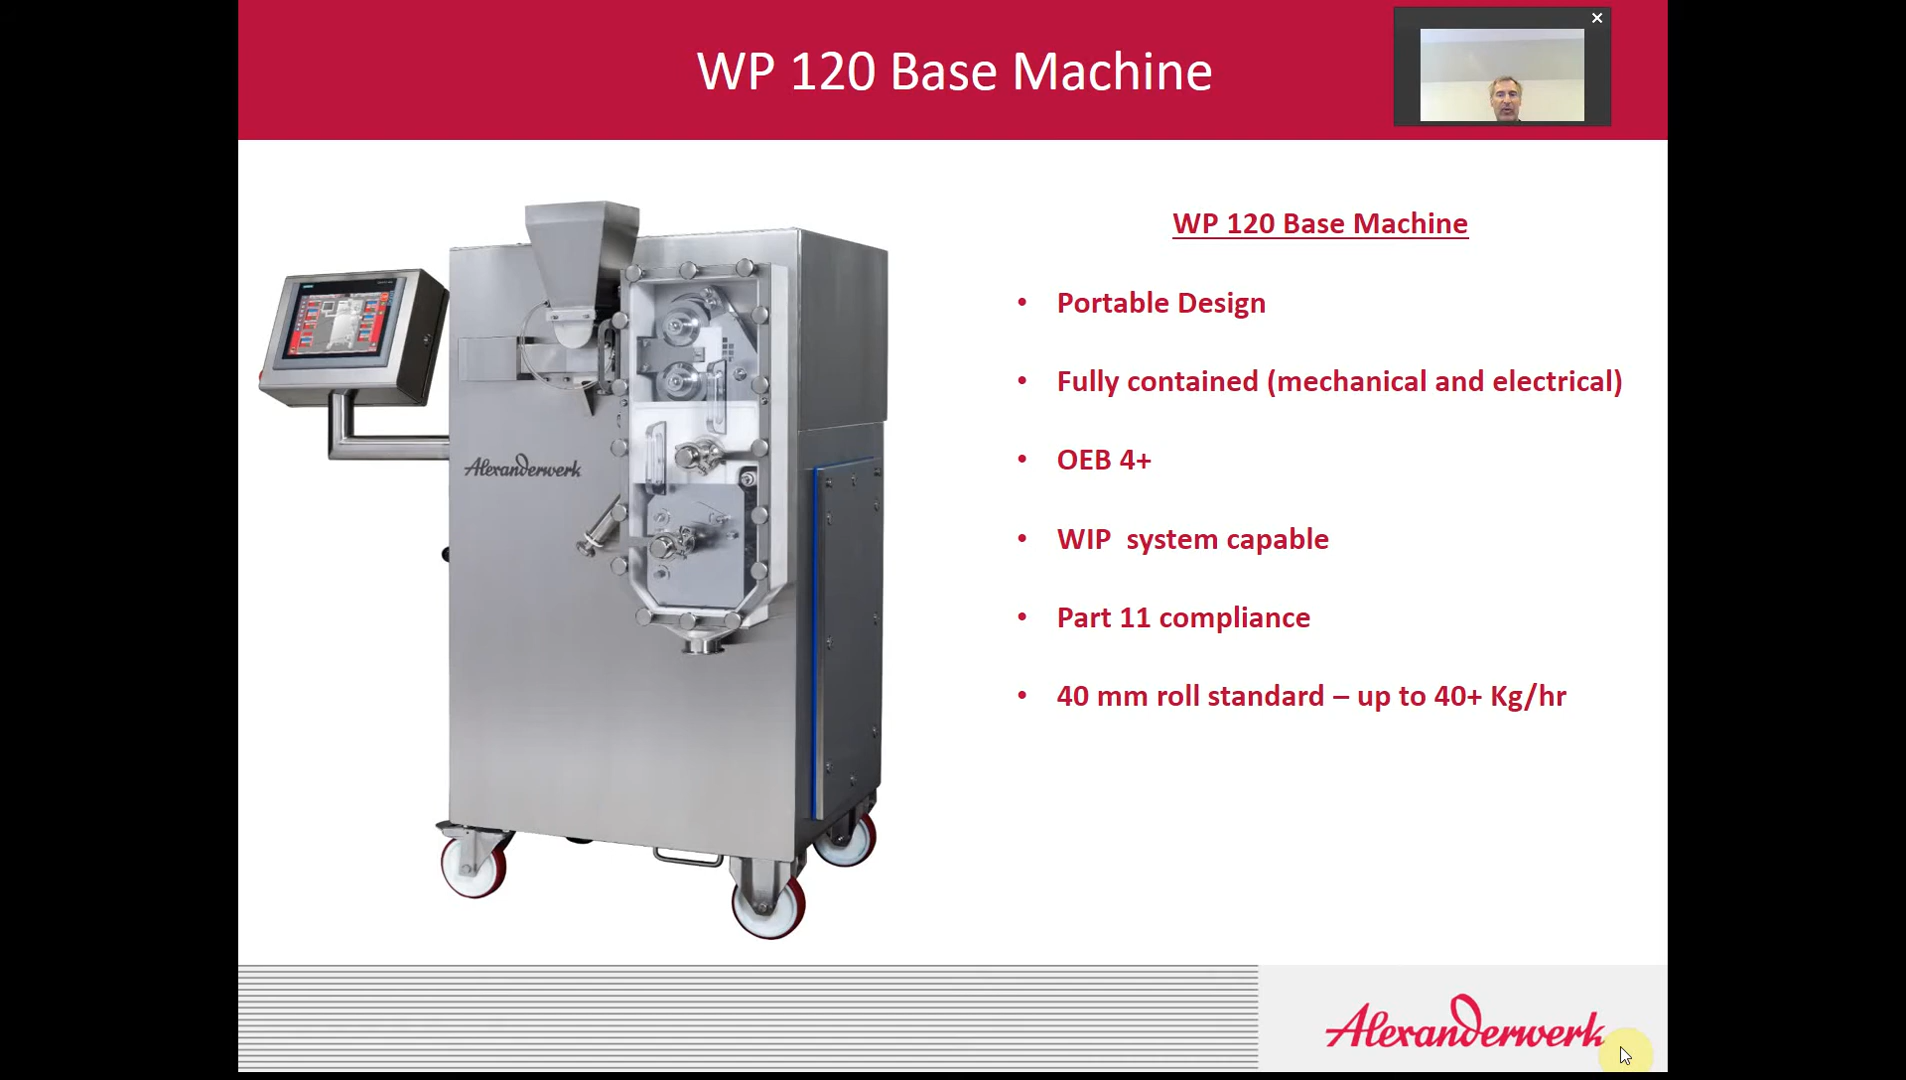 WP 120 Base Machine
WP 120 Base Machine
• Portable Design
• Fully contained (mechanical and electrical)
• OEB 4+
• WIP system capable
• Part 11 compliance
• 40 mm roll standard – up to 40+ Kg/hr
Alexanderwerk
Alexanderwerk